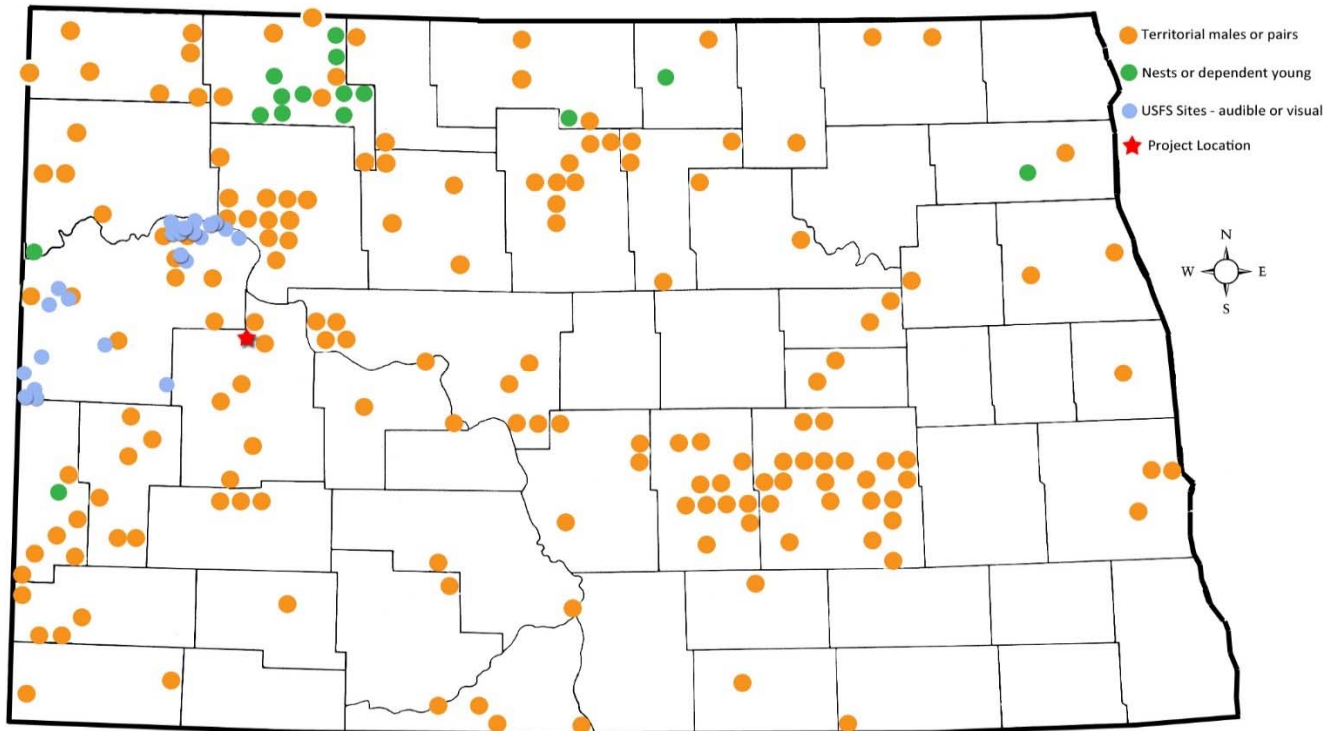 Territorial males or pairs
Nests or dependent young
USFS Sites - audible or visual
Project Location
N
W E
S